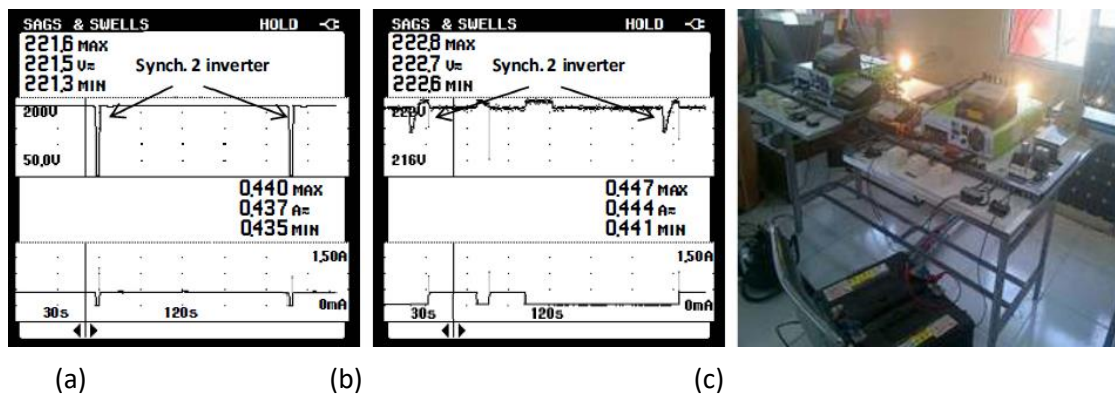 SAGS & SWELLS HOLD
221,6 MAX
221,5 V≂
221,3 MIN
Synch. 2 inverter
200V
50,0V
0,440 MAX
0,437 A≂
0,435 MIN
1,50A
30s 120s 0mA
SAGS & SWELLS HOLD
222,8 MAX
222,7 V≂
222,6 MIN
Synch. 2 inverter
216V
0,447 MAX
0,444 A≂
0,441 MIN
1,50A
30s 120s 0mA
(a) (b) (c)